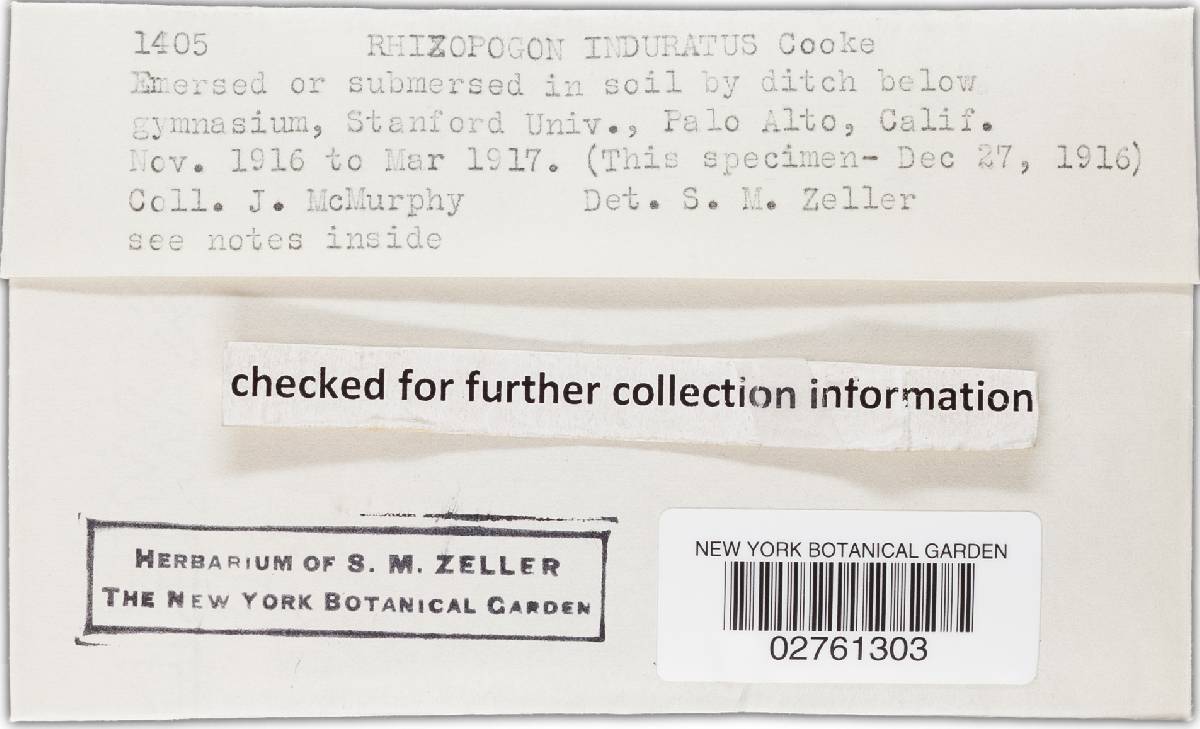 1405 RHIZOPOGON INDURATUS Cooke
Emersed or submersed in soil by ditch below
gymnasium, Stanford Univ., Palo Alto, Calif.
Nov. 1916 to Mar 1917. (This specimen- Dec 27, 1916)
Coll. J. McMurphy Det. S. M. Zeller
see notes inside
checked for further collection information
HERBARIUM OF S. M. ZELLER
THE NEW YORK BOTANICAL GARDEN
NEW YORK BOTANICAL GARDEN
02761303